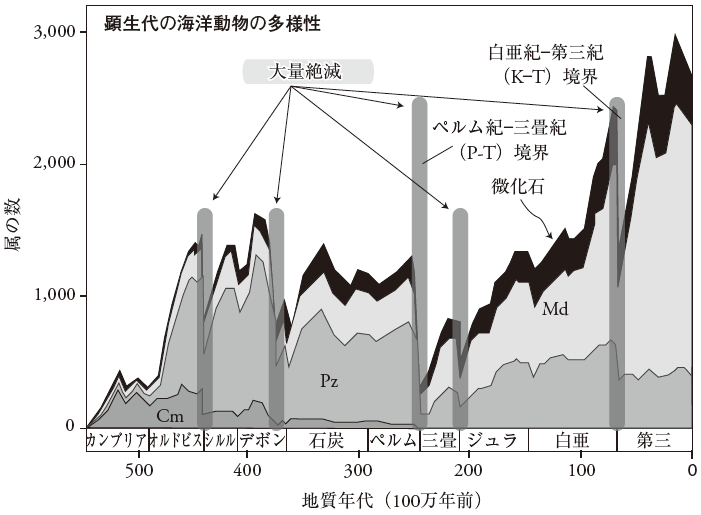 顕生代の海洋動物の多様性
大量絶滅
白亜紀–第三紀
（K–T）境界
ペルム紀–三畳紀
（P-T）境界
微化石
属の数
3,000
2,000
1,000
0
Md
Pz
Cm
カンブリア オルドビス シルル デボン 石炭 ペルム 三畳 ジュラ 白亜 第三
500 400 300 200 100 0
地質年代（100万年前）